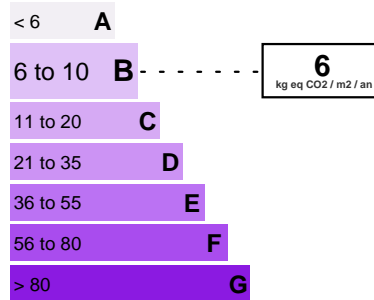 < 6 A
6 to 10 B
6
kg eq CO2 / m2 / an
11 to 20 C
21 to 35 D
36 to 55 E
56 to 80 F
> 80 G